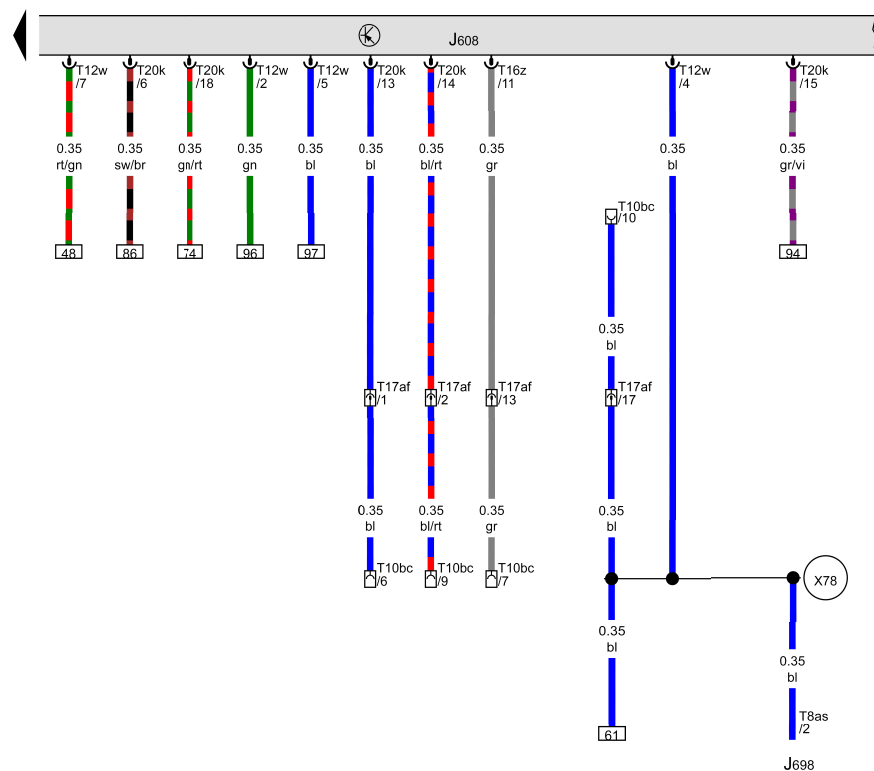 J608
T12w
/7
T20k
/6
T20k
/18
T12w
/2
T12w
/5
T20k
/13
T20k
/14
T16z
/11
T12w
/4
T20k
/15
0.35
rt/gn
0.35
sw/br
0.35
gn/rt
0.35
gn
0.35
bl
0.35
bl
0.35
bl/rt
0.35
gr
0.35
bl
0.35
gr/vi
T10bc
/10
48
86
74
96
97
94
0.35
bl
T17af
/1
T17af
/2
T17af
/13
T17af
/17
0.35
bl
0.35
bl/rt
0.35
gr
0.35
bl
T10bc
/6
T10bc
/9
T10bc
/7
X78
0.35
bl
0.35
bl
T8as
/2
61
J698